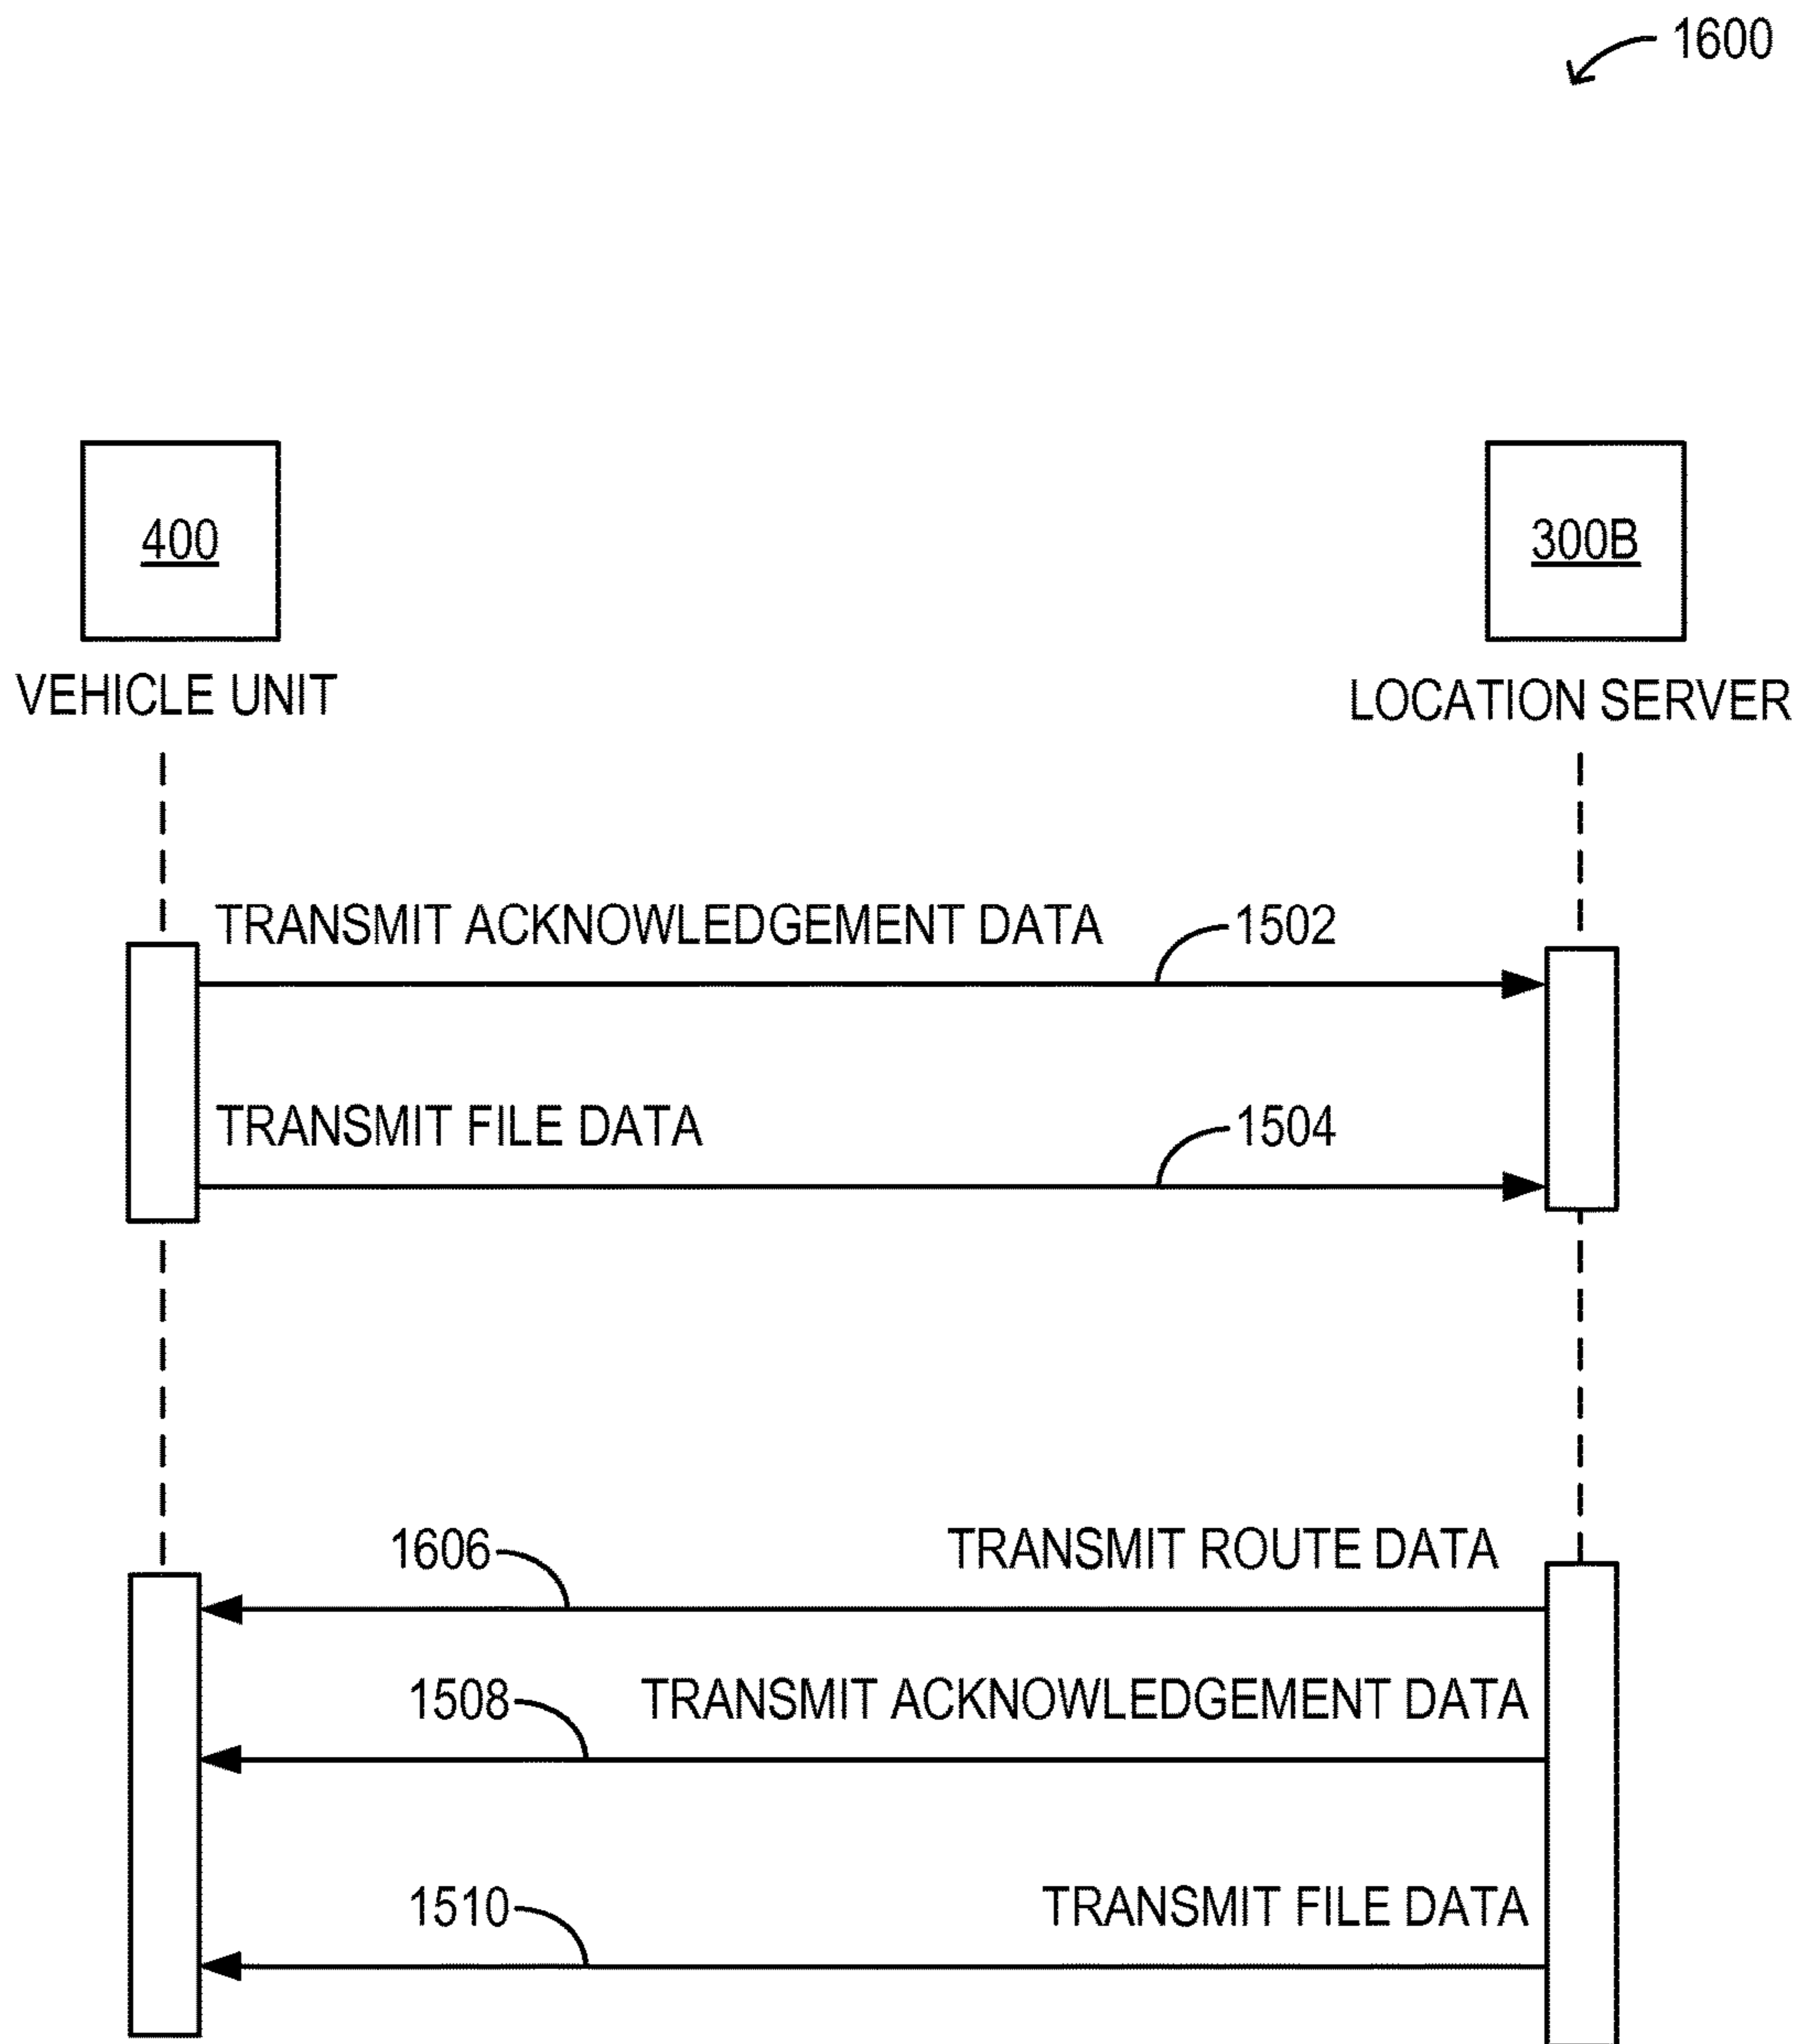 1600
400
300B
VEHICLE UNIT
LOCATION SERVER
TRANSMIT ACKNOWLEDGEMENT DATA
1502
TRANSMIT FILE DATA
1504
1606
TRANSMIT ROUTE DATA
1508
TRANSMIT ACKNOWLEDGEMENT DATA
1510
TRANSMIT FILE DATA